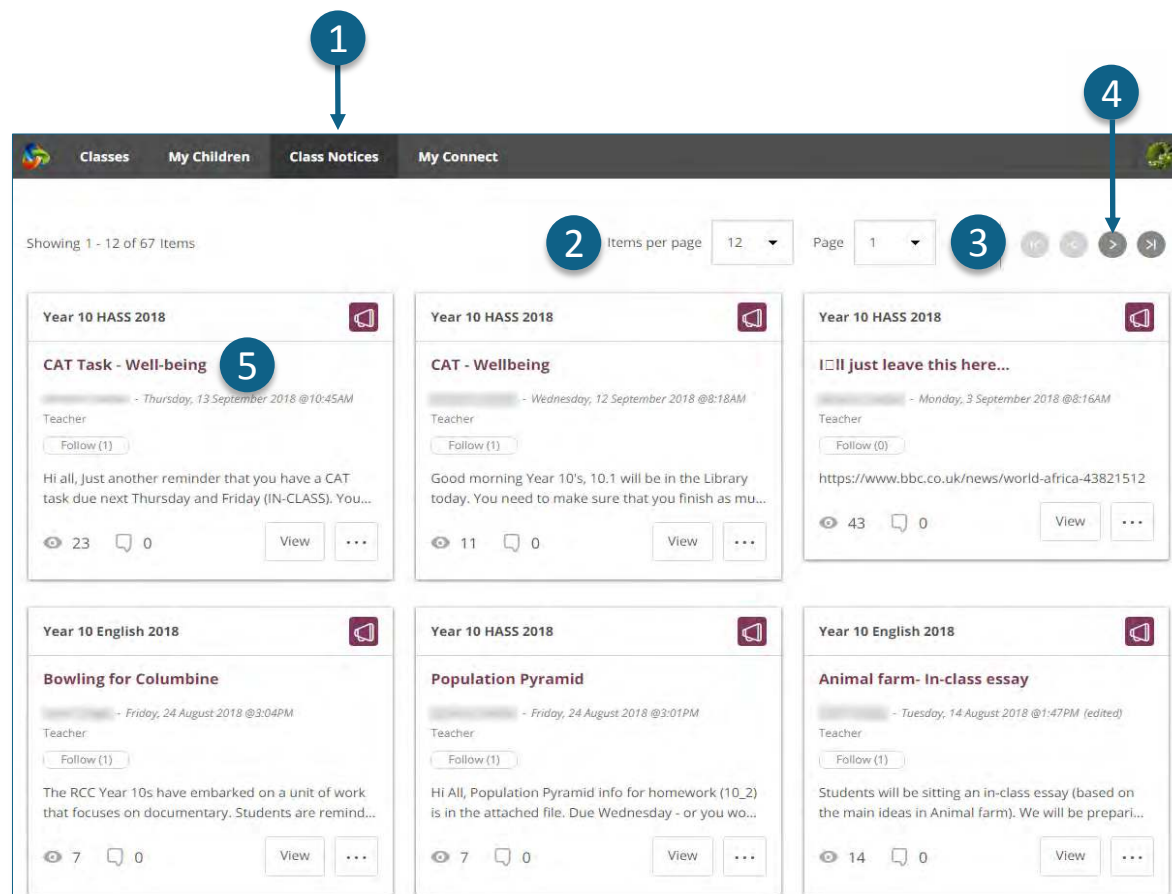 1
4
Classes My Children Class Notices My Connect
Showing 1 - 12 of 67 Items 2 Items per page 12 Page 1 3
Year 10 HASS 2018
CAT Task - Well-being 5
- Thursday, 13 September 2018 @10:45AM
Teacher
Follow (1)
Hi all, Just another reminder that you have a CAT
task due next Thursday and Friday (IN-CLASS). You...
23 0 View ...
Year 10 HASS 2018
CAT - Wellbeing
- Wednesday, 12 September 2018 @8:18AM
Teacher
Follow (1)
Good morning Year 10's, 10.1 will be in the Library
today. You need to make sure that you finish as mu...
11 0 View ...
Year 10 HASS 2018
I□ll just leave this here...
- Monday, 3 September 2018 @8:16AM
Teacher
Follow (0)
https://www.bbc.co.uk/news/world-africa-43821512
43 0 View ...
Year 10 English 2018
Bowling for Columbine
- Friday, 24 August 2018 @3:04PM
Teacher
Follow (1)
The RCC Year 10s have embarked on a unit of work
that focuses on documentary. Students are remind...
7 0 View ...
Year 10 HASS 2018
Population Pyramid
- Friday, 24 August 2018 @3:01PM
Teacher
Follow (1)
Hi All, Population Pyramid info for homework (10_2)
is in the attached file. Due Wednesday - or you wo...
7 0 View ...
Year 10 English 2018
Animal farm- In-class essay
- Tuesday, 14 August 2018 @1:47PM (edited)
Teacher
Follow (1)
Students will be sitting an in-class essay (based on
the main ideas in Animal farm). We will be prepari...
14 0 View ...